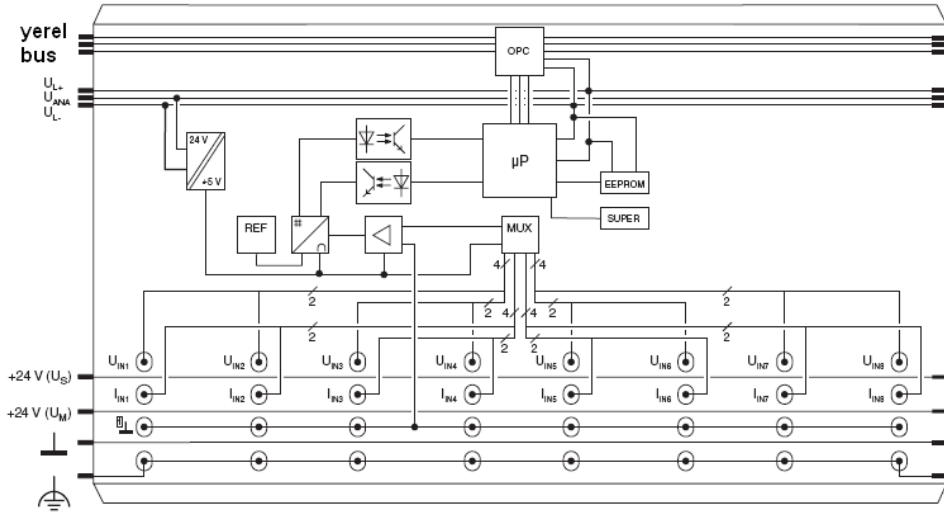 yerel
bus
OPC
U_L+
U_ANA
U_L-
24 V
+5 V
µP
EEPROM
SUPER
REF
#
∩
MUX
4 4
2 2 4 4 2 2
2 2 2 2
U_IN1 U_IN2 U_IN3 U_IN4 U_IN5 U_IN6 U_IN7 U_IN8
+24 V (U_S)
I_IN1 I_IN2 I_IN3 I_IN4 I_IN5 I_IN6 I_IN7 I_IN8
+24 V (U_M)